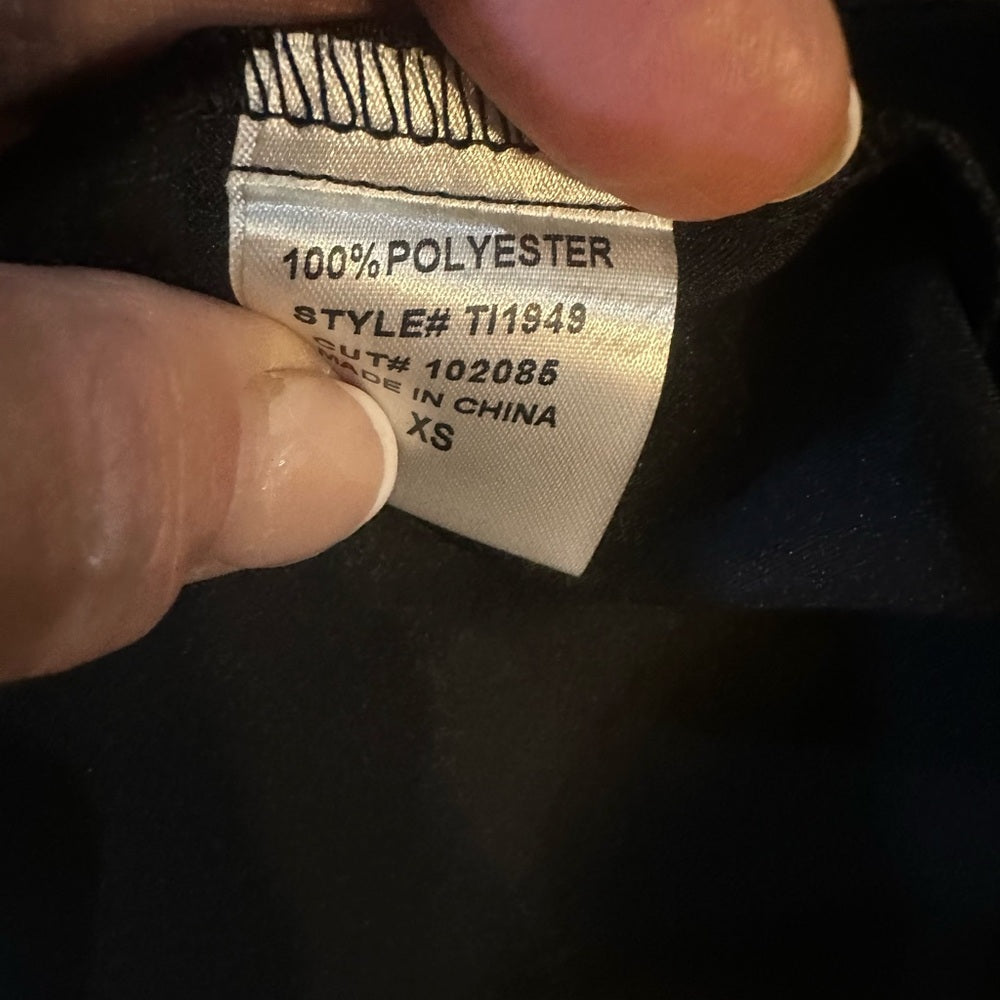 100%POLYESTER
STYLE# TI1949
CUT# 102085
MADE IN CHINA
XS